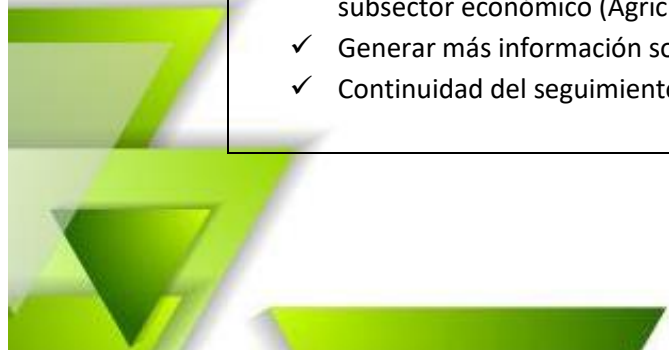 subsector económico (Agric
✓ Generar más información so
✓ Continuidad del seguimiento